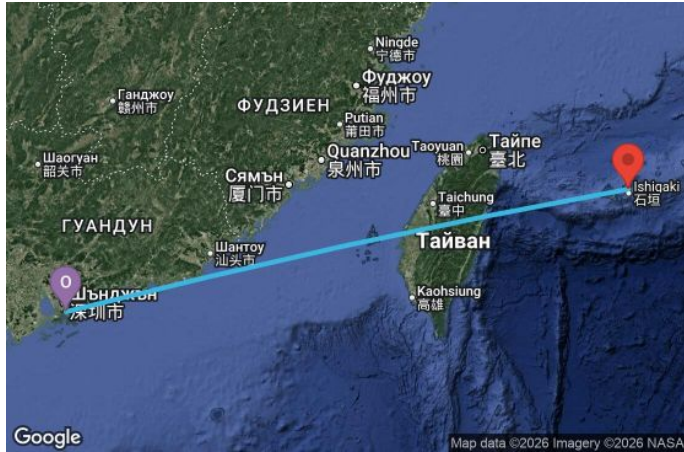 Ningde
宁德市
Ганджоу
赣州市
Фуджоу
福州市
ФУДЗИЕН
Putian
莆田市
Шаогуан
韶关市
Quanzhou
泉州市
Taoyuan
桃園
Тайпе
臺北
Сямън
厦门市
Ishigaki
石垣
Taichung
臺中
ГУАНДУН
Шантоу
汕头市
Тайван
O
Шънджън
深圳市
Kaohsiung
高雄
Google
Map data ©2026 Imagery ©2026 NASA